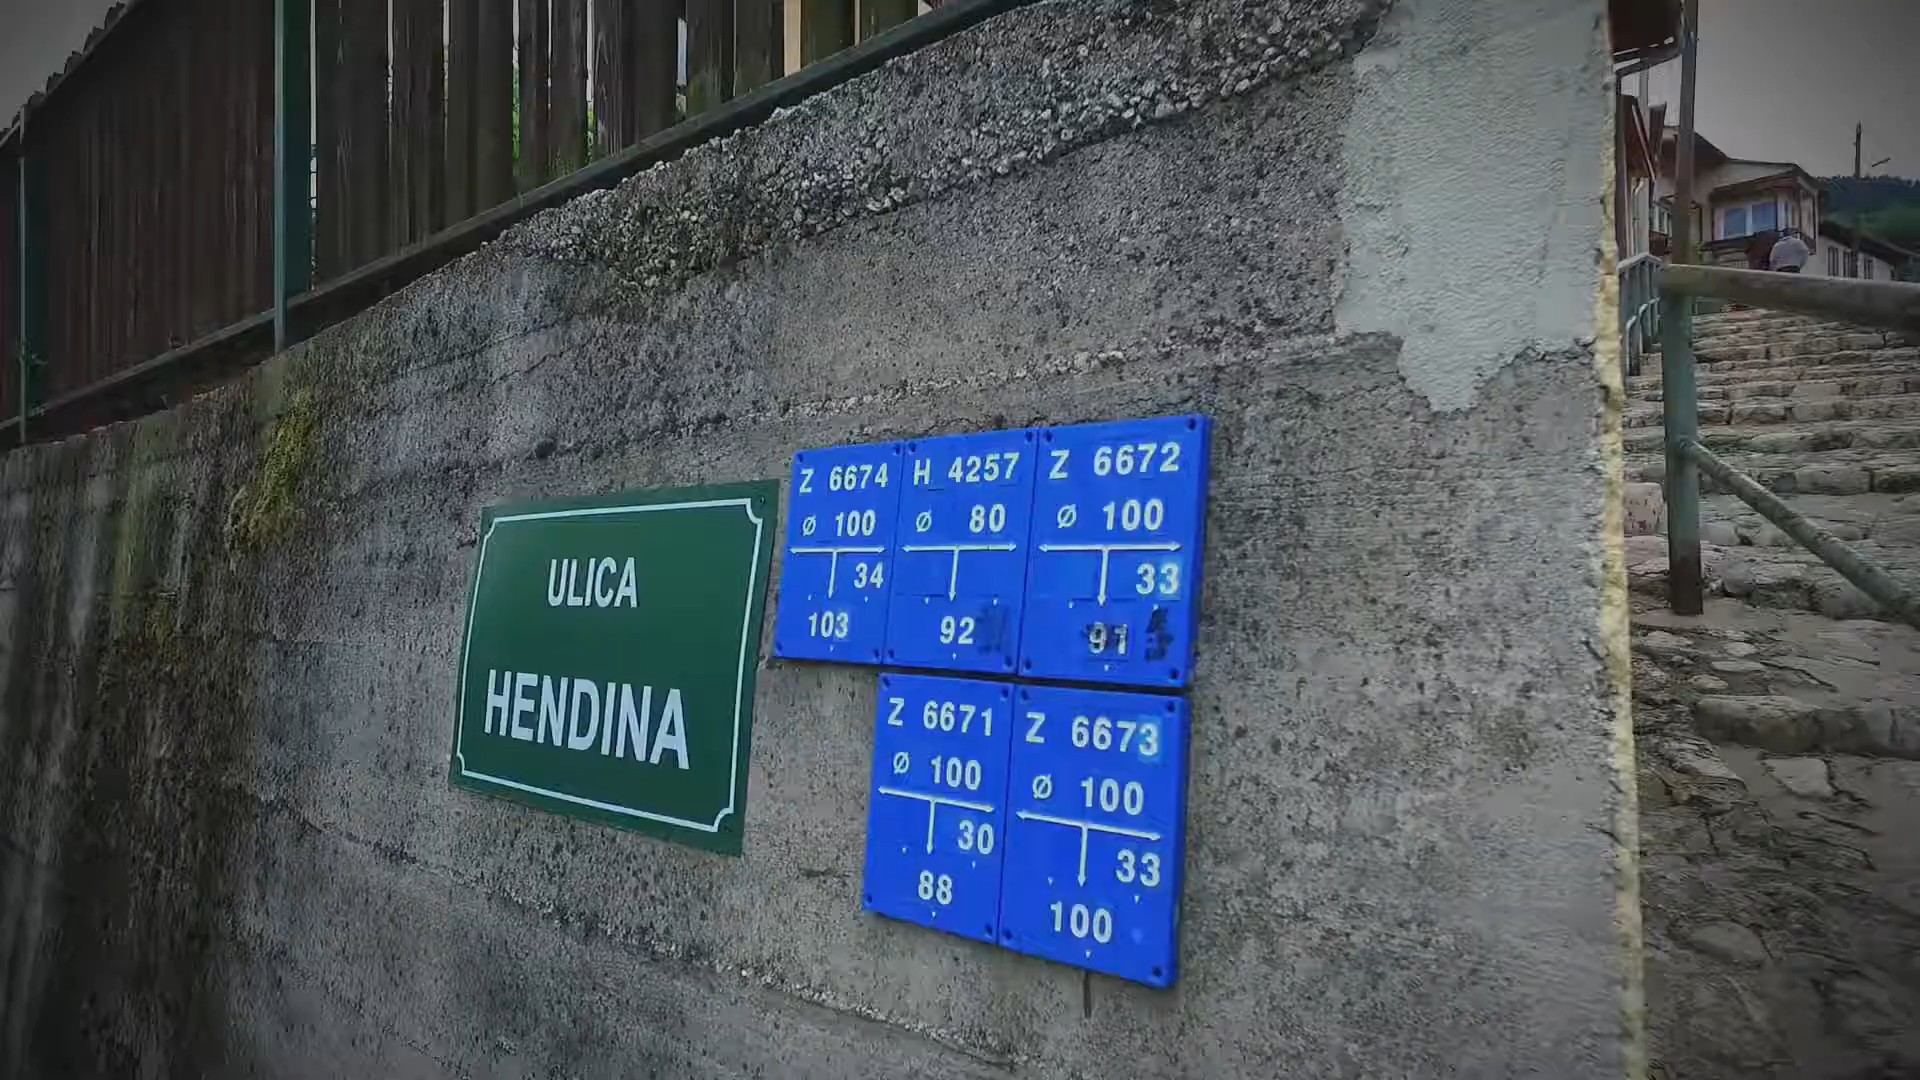 ULICA
HENDINA
Z 6674
Ø 100
34
103
H 4257
Ø 80
92
Z 6672
Ø 100
33
91
Z 6671
Ø 100
30
88
Z 6673
Ø 100
33
100